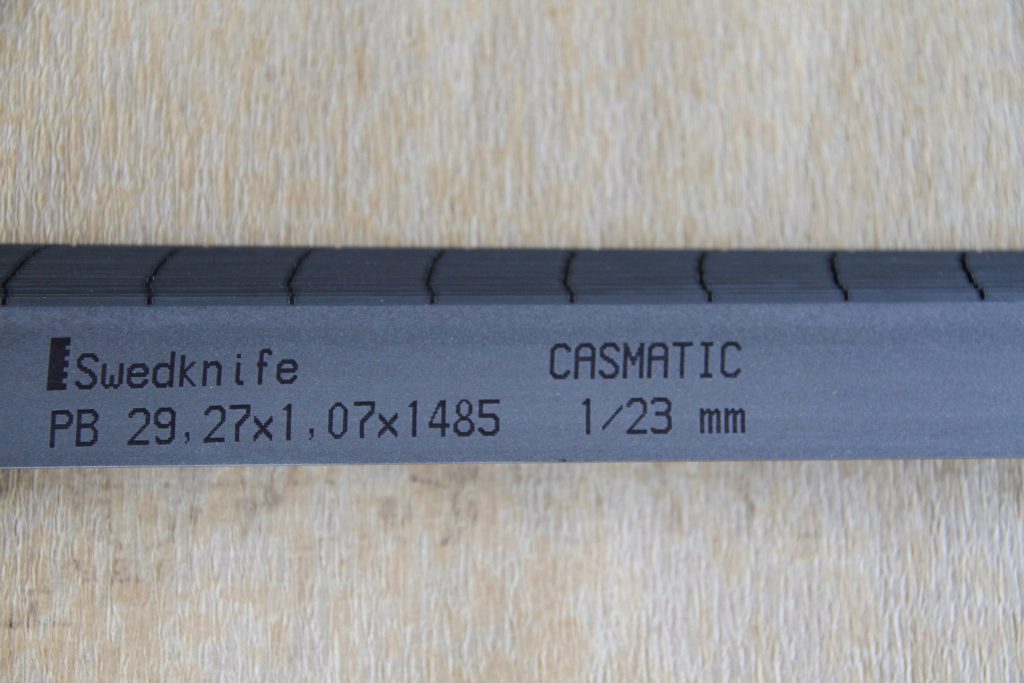 Swedknife CASMATIC
PB 29,27x1,07x1485 1/23 mm